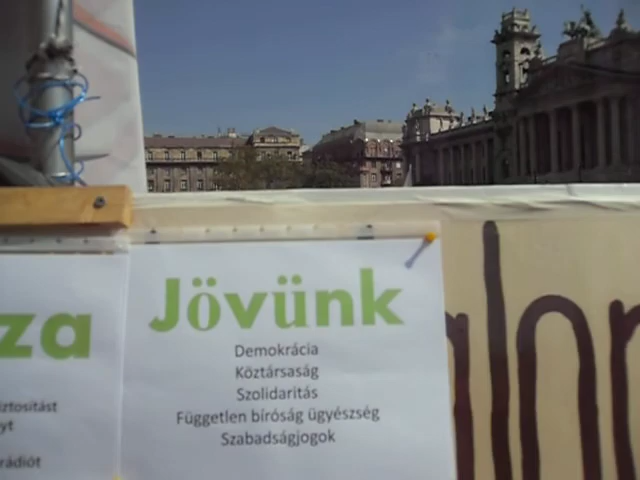 za
Jövünk
Demokrácia
Köztársaság
Szolidaritás
Független bíróság ügyészség
Szabadságjogok